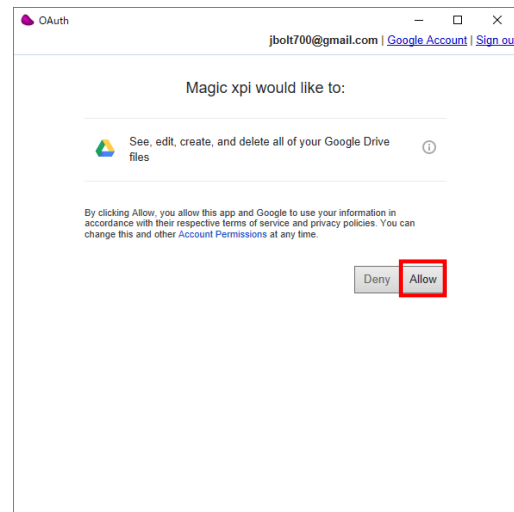 OAuth
jbolt700@gmail.com | Google Account | Sign ou
Magic xpi would like to:
See, edit, create, and delete all of your Google Drive
files
By clicking Allow, you allow this app and Google to use your information in
accordance with their respective terms of service and privacy policies. You can
change this and other Account Permissions at any time.
Deny Allow